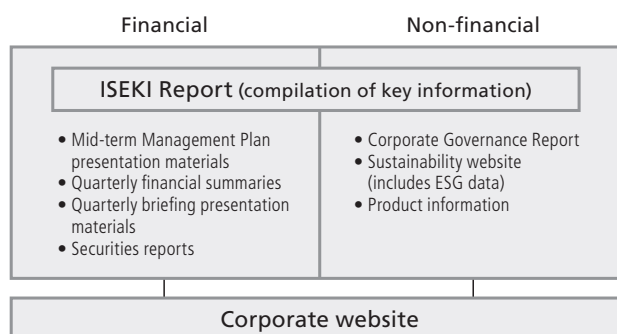 Financial
Non-financial
ISEKI Report (compilation of key information)
• Mid-term Management Plan
presentation materials
• Quarterly financial summaries
• Quarterly briefing presentation
materials
• Securities reports
• Corporate Governance Report
• Sustainability website
(includes ESG data)
• Product information
Corporate website